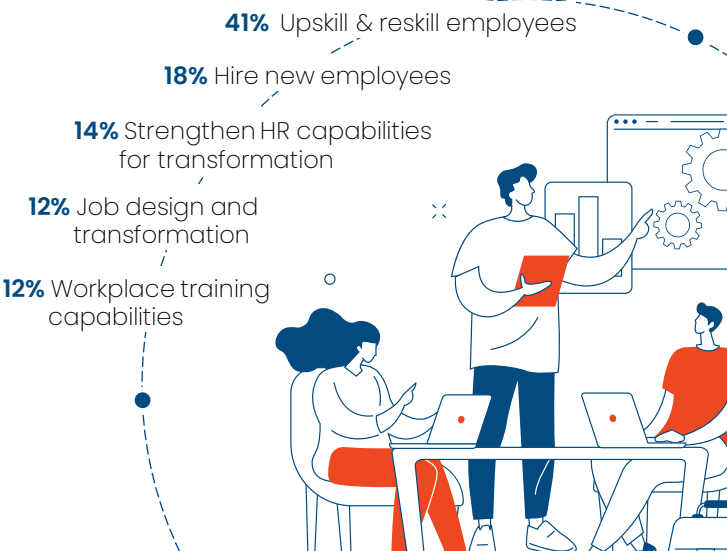 41% Upskill & reskill employees
18% Hire new employees
14% Strengthen HR capabilities
for transformation
12% Job design and
transformation
12% Workplace training
capabilities